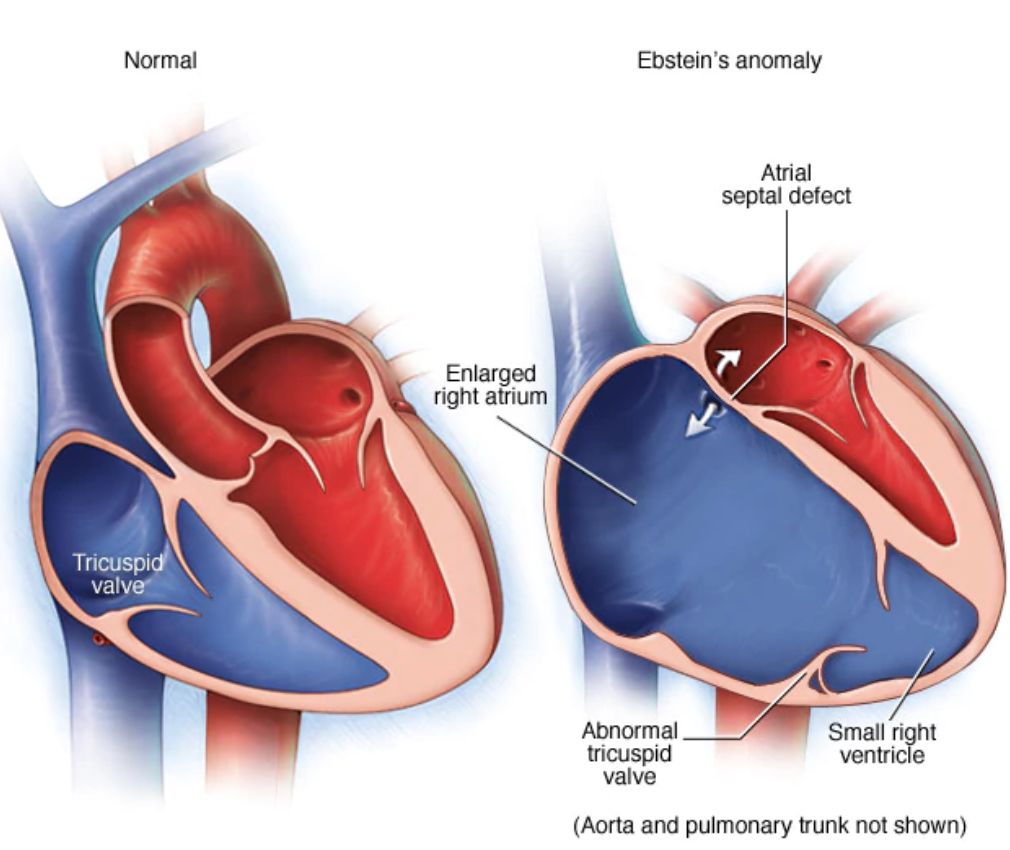 Normal
Ebstein's anomaly
Atrial
septal defect
Enlarged
right atrium
Tricuspid
valve
Abnormal
tricuspid
valve
Small right
ventricle
(Aorta and pulmonary trunk not shown)